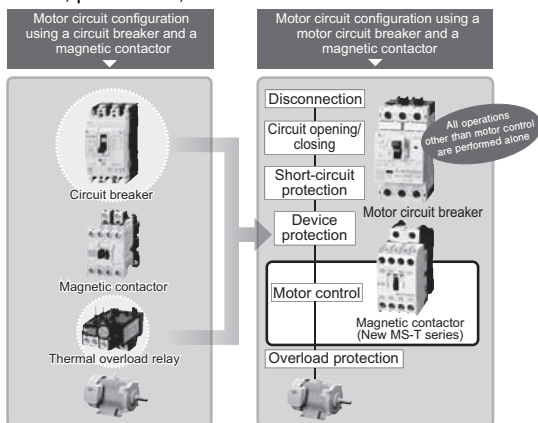 Motor circuit configuration
using a circuit breaker and a
magnetic contactor
Circuit breaker
Magnetic contactor
Thermal overload relay
Motor circuit configuration using a
motor circuit breaker and a
magnetic contactor
Disconnection
Circuit opening/
closing
Short-circuit
protection
Device
protection
Motor control
Overload protection
All operations
other than motor control
are performed alone
Motor circuit breaker
Magnetic contactor
(New MS-T series)